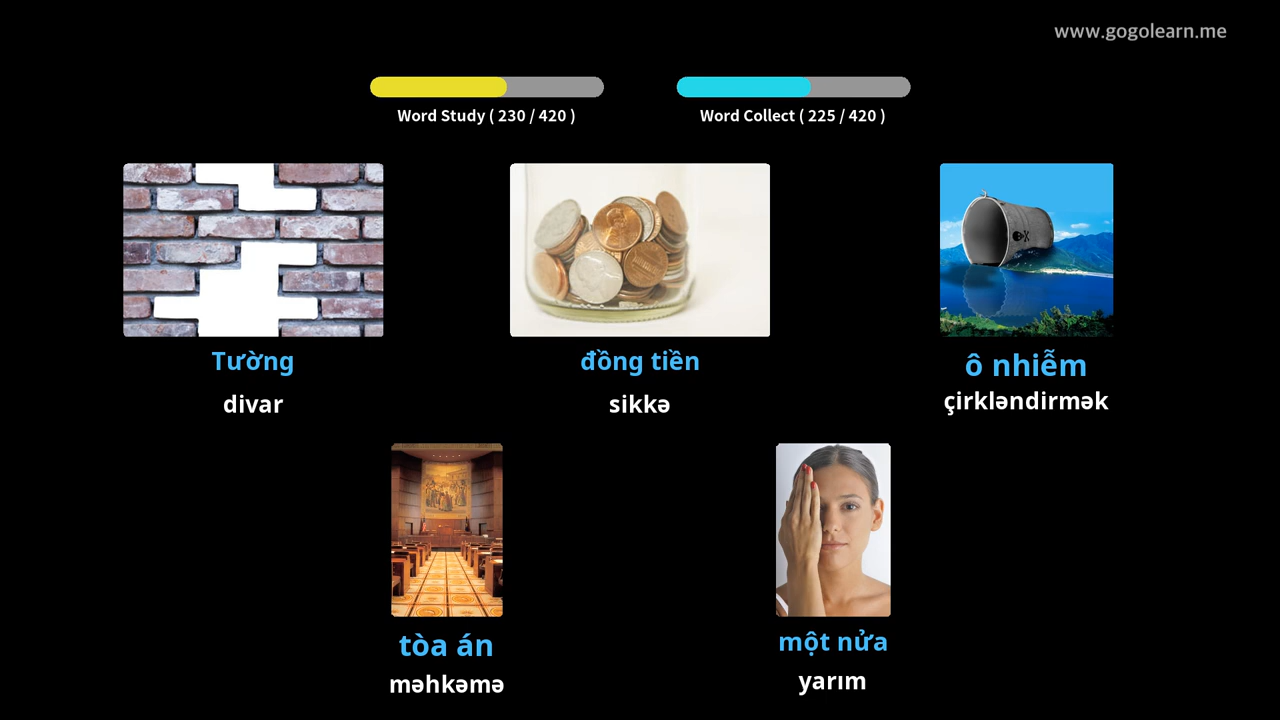 www.gogolearn.me
Word Study ( 230 / 420 )
Word Collect ( 225 / 420 )
Tường
divar
đồng tiền
sikkə
ô nhiễm
çirkləndirmək
tòa án
məhkəmə
một nửa
yarım